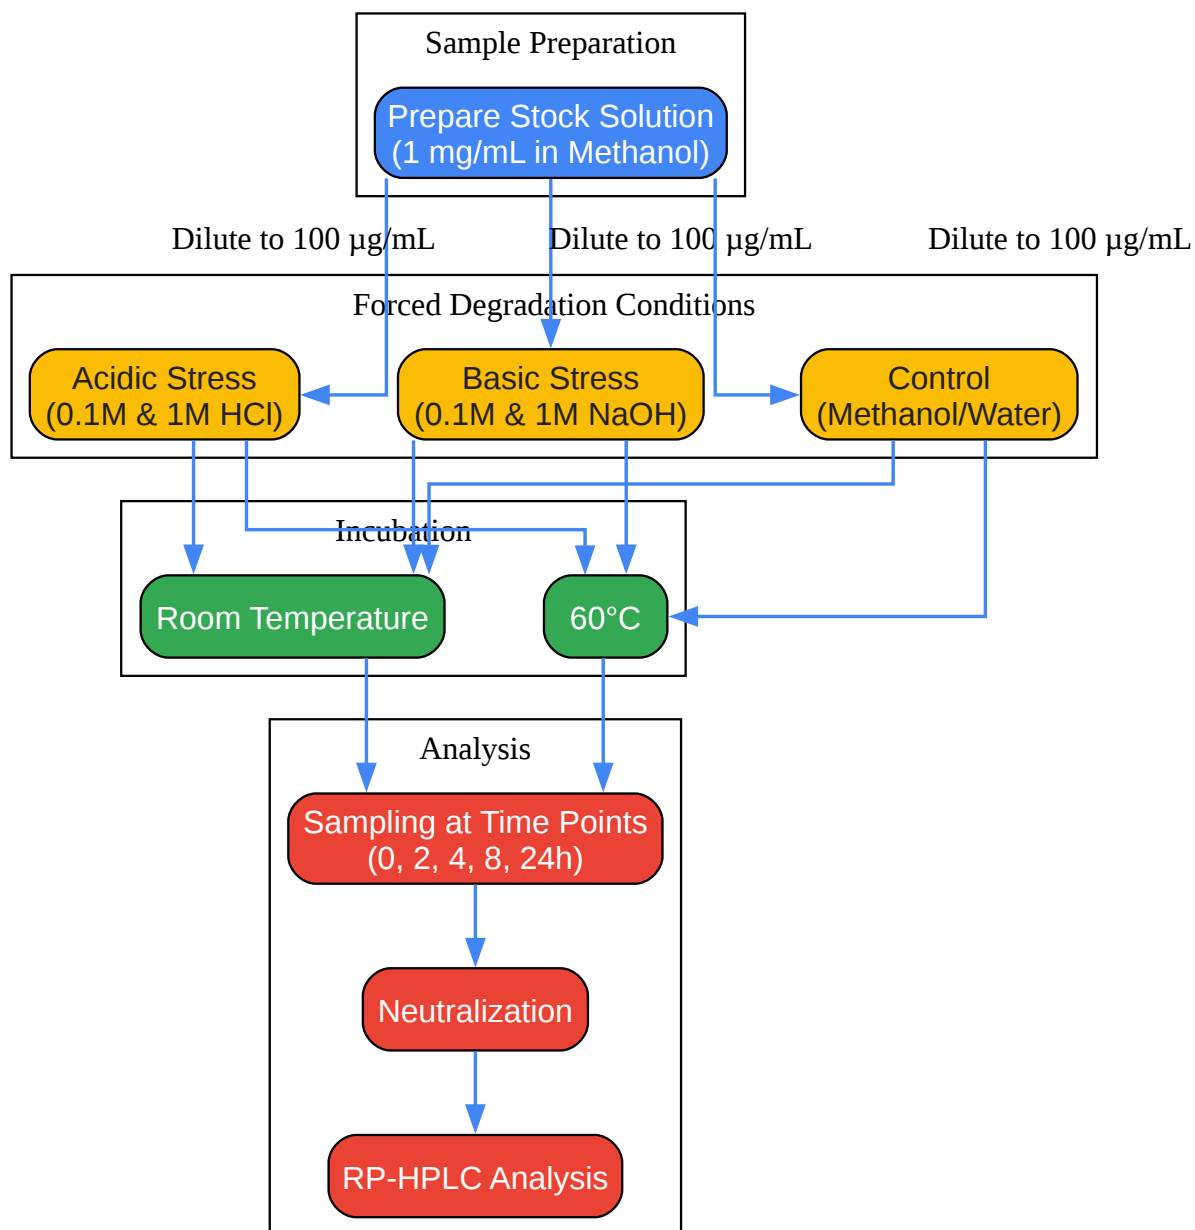 Sample Preparation
Prepare Stock Solution
(1 mg/mL in Methanol)
Dilute to 100 µg/mL
Dilute to 100 µg/mL
Dilute to 100 µg/mL
Forced Degradation Conditions
Acidic Stress
(0.1M & 1M HCl)
Basic Stress
(0.1M & 1M NaOH)
Control
(Methanol/Water)
Incubation
Room Temperature
60°C
Analysis
Sampling at Time Points
(0, 2, 4, 8, 24h)
Neutralization
RP-HPLC Analysis